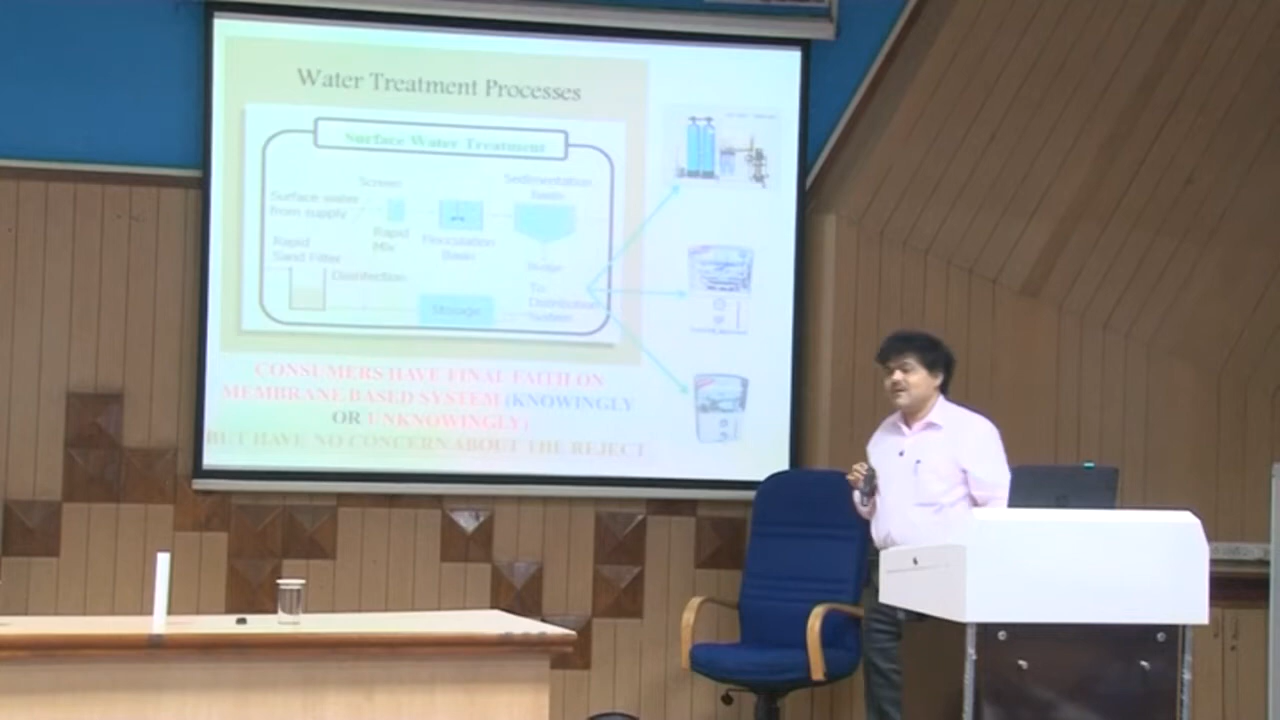 Water Treatment Processes
Surface Water Treatment
Screen
Sedimentation
Basin
Surface water
from supply
Rapid
Mix
Flocculation
Basin
Rapid
Sand Filter
Disinfection
Sludge
To
Distribution
System
Storage
CONSUMERS HAVE FINAL FAITH ON
MEMBRANE BASED SYSTEM (KNOWINGLY
OR UNKNOWINGLY)
BUT HAVE NO CONCERN ABOUT THE REJECT